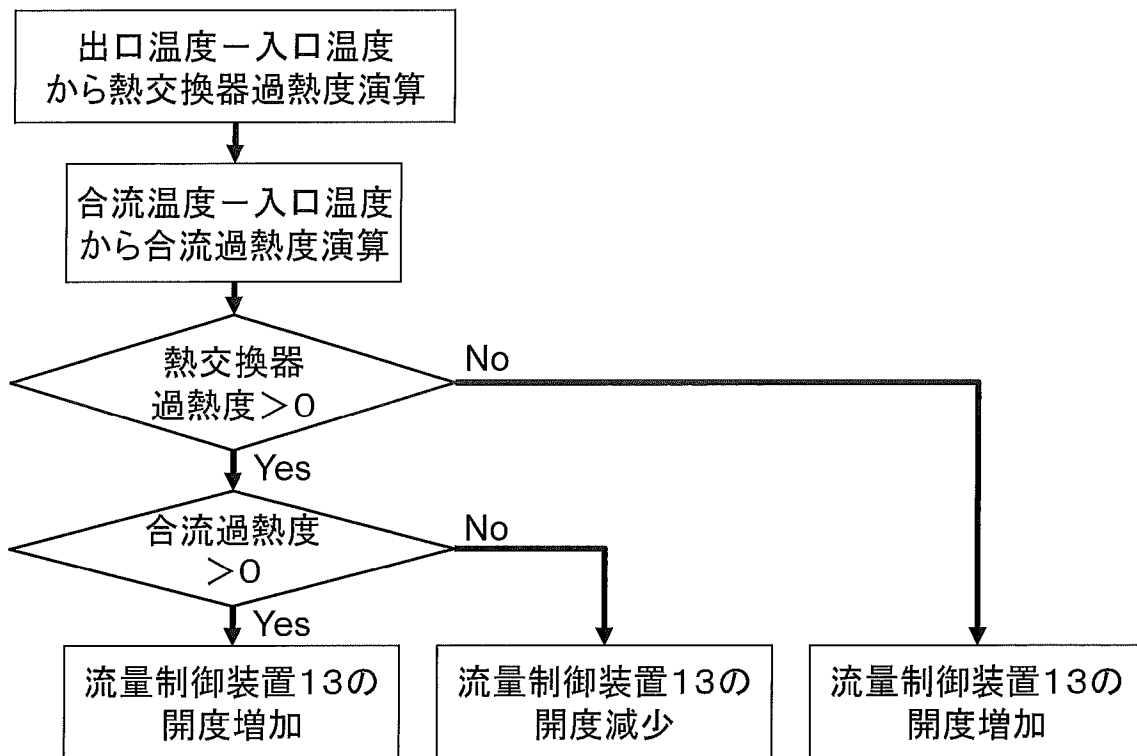 出口温度－入口温度
から熱交換器過熱度演算
合流温度－入口温度
から合流過熱度演算
熱交換器
過熱度＞0
No
Yes
合流過熱度
＞0
No
Yes
流量制御装置13の
開度増加
流量制御装置13の
開度減少
流量制御装置13の
開度増加